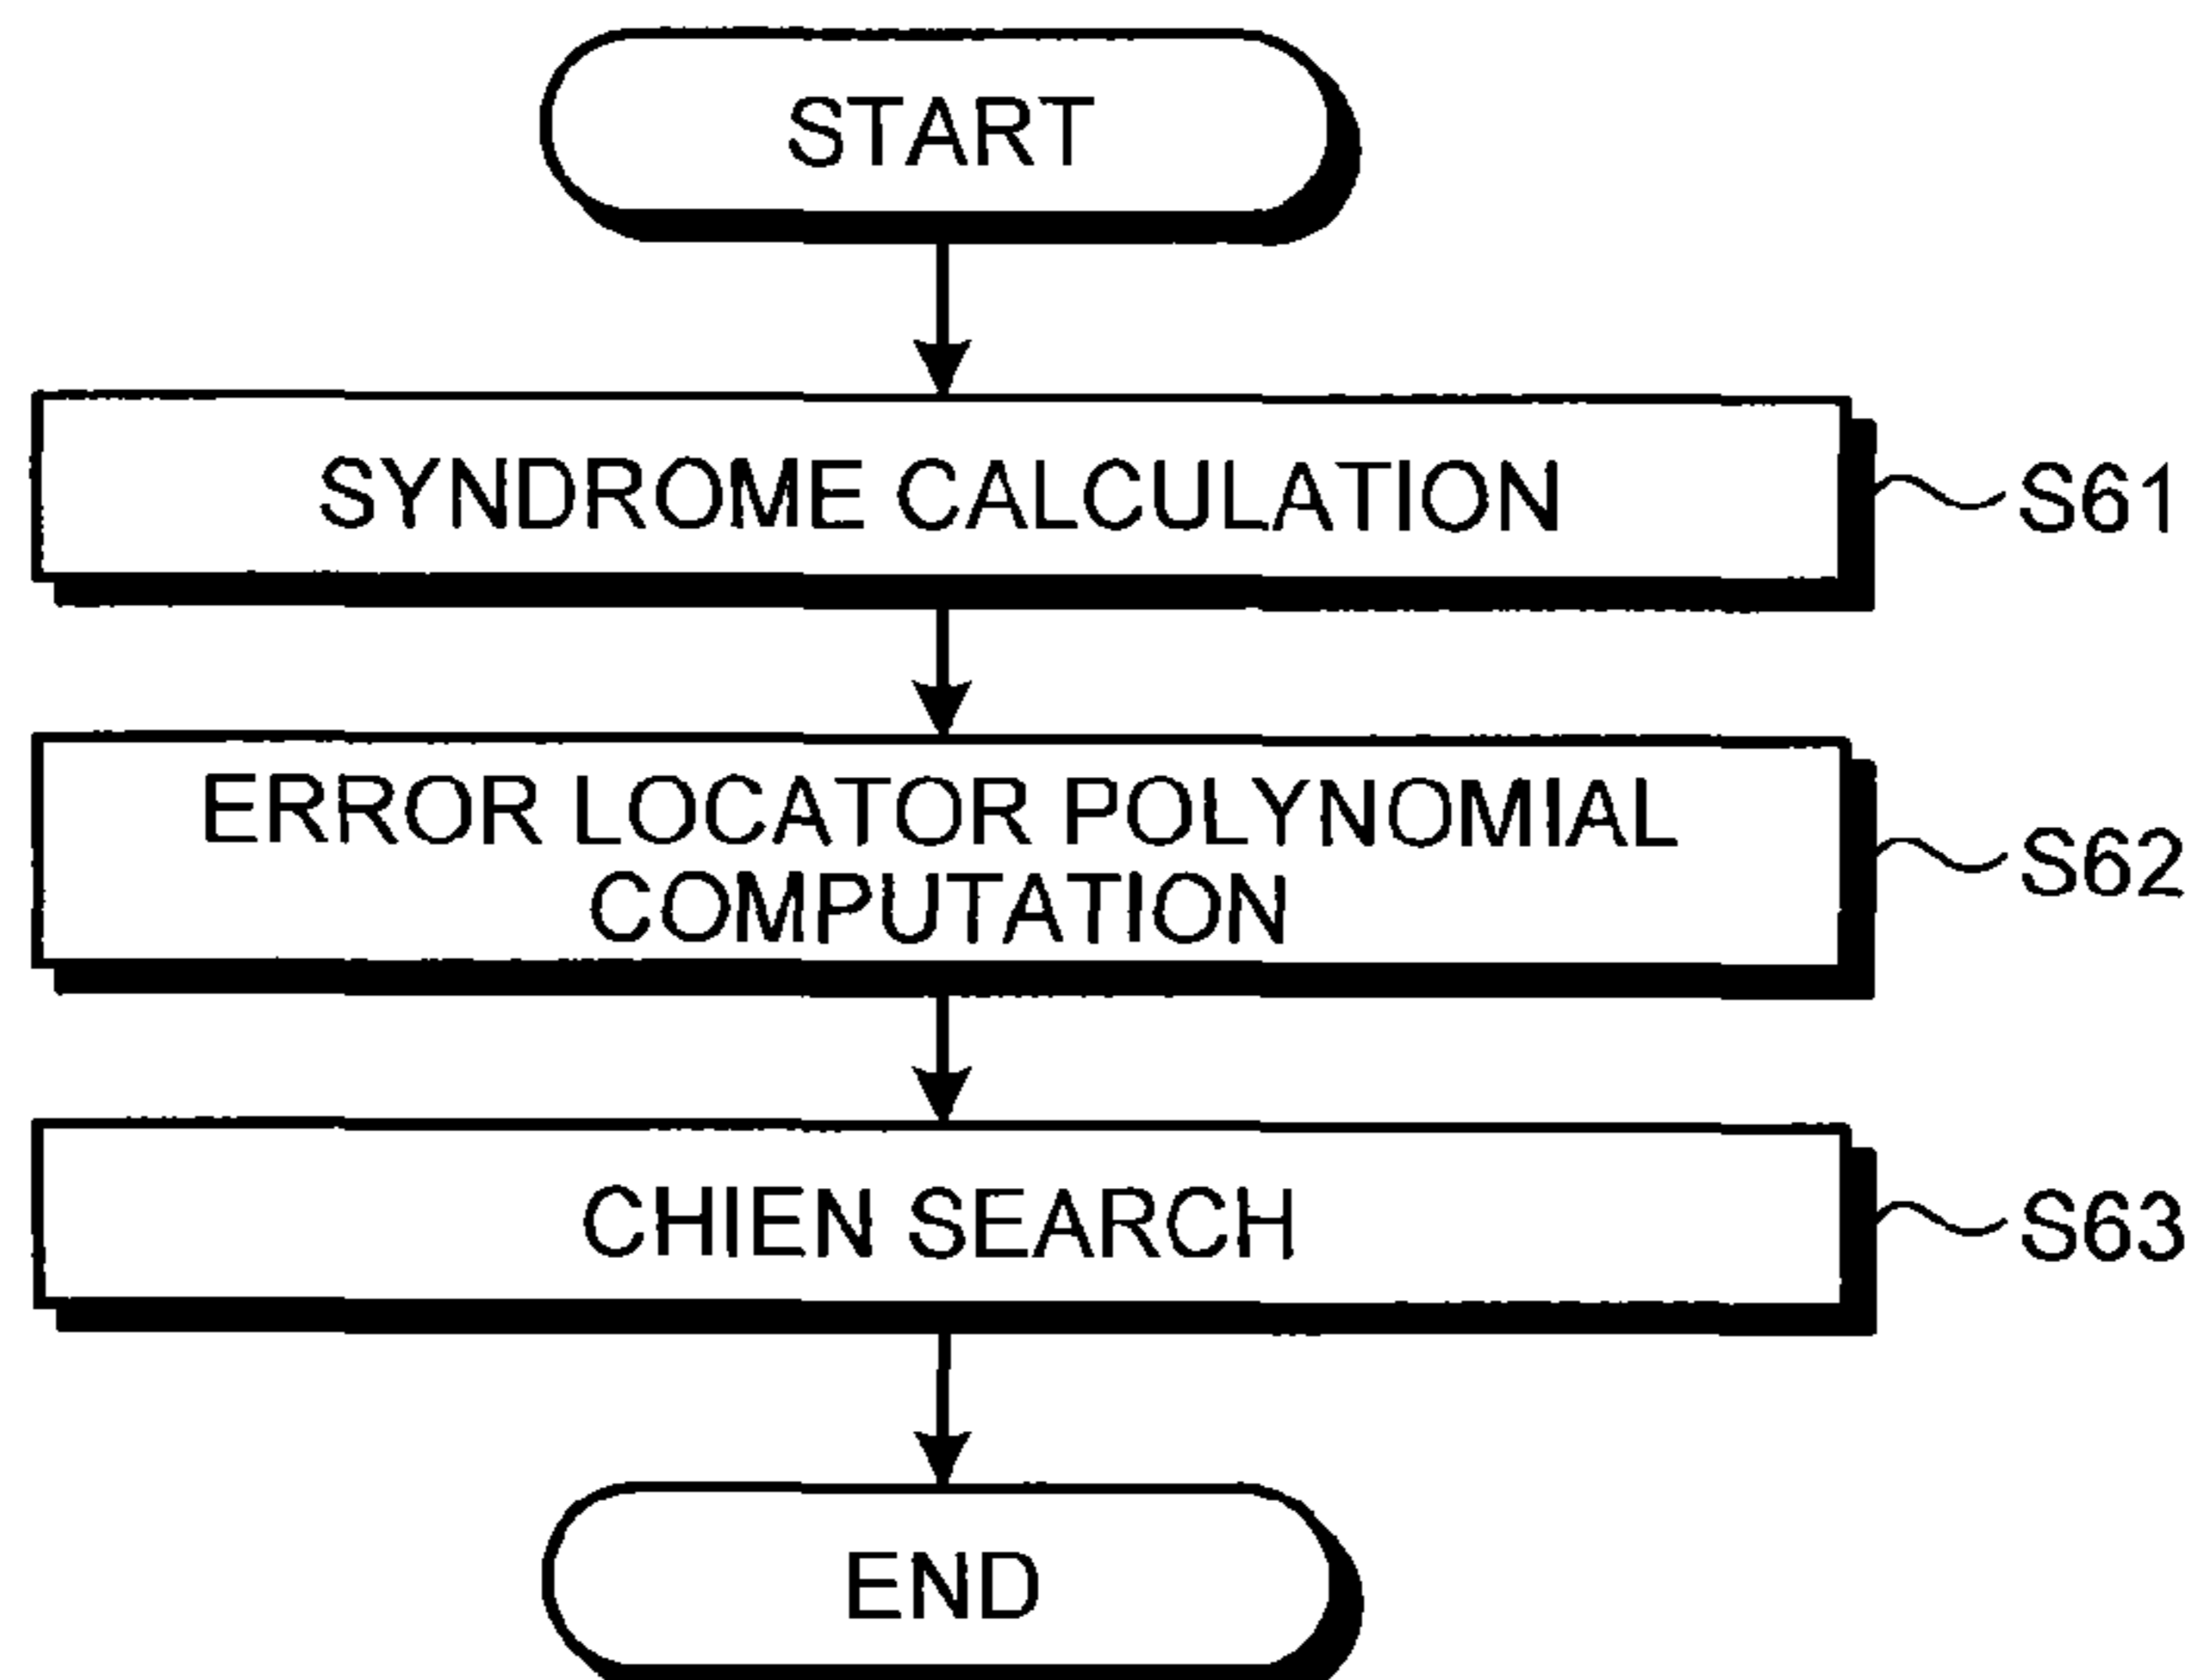 START
SYNDROME CALCULATION
S61
ERROR LOCATOR POLYNOMIAL
COMPUTATION
S62
CHIEN SEARCH
S63
END